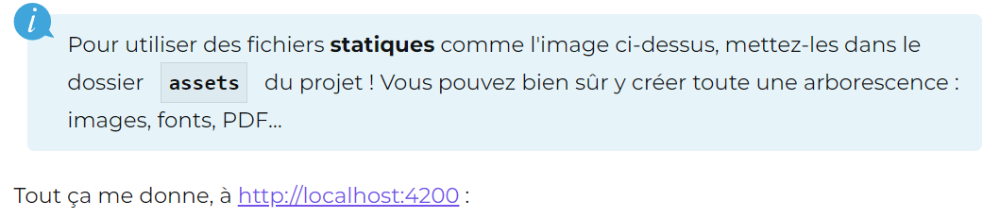 i
Pour utiliser des fichiers statiques comme l'image ci-dessus, mettez-les dans le
dossier assets du projet ! Vous pouvez bien sûr y créer toute une arborescence :
images, fonts, PDF...
Tout ça me donne, à http://localhost:4200 :